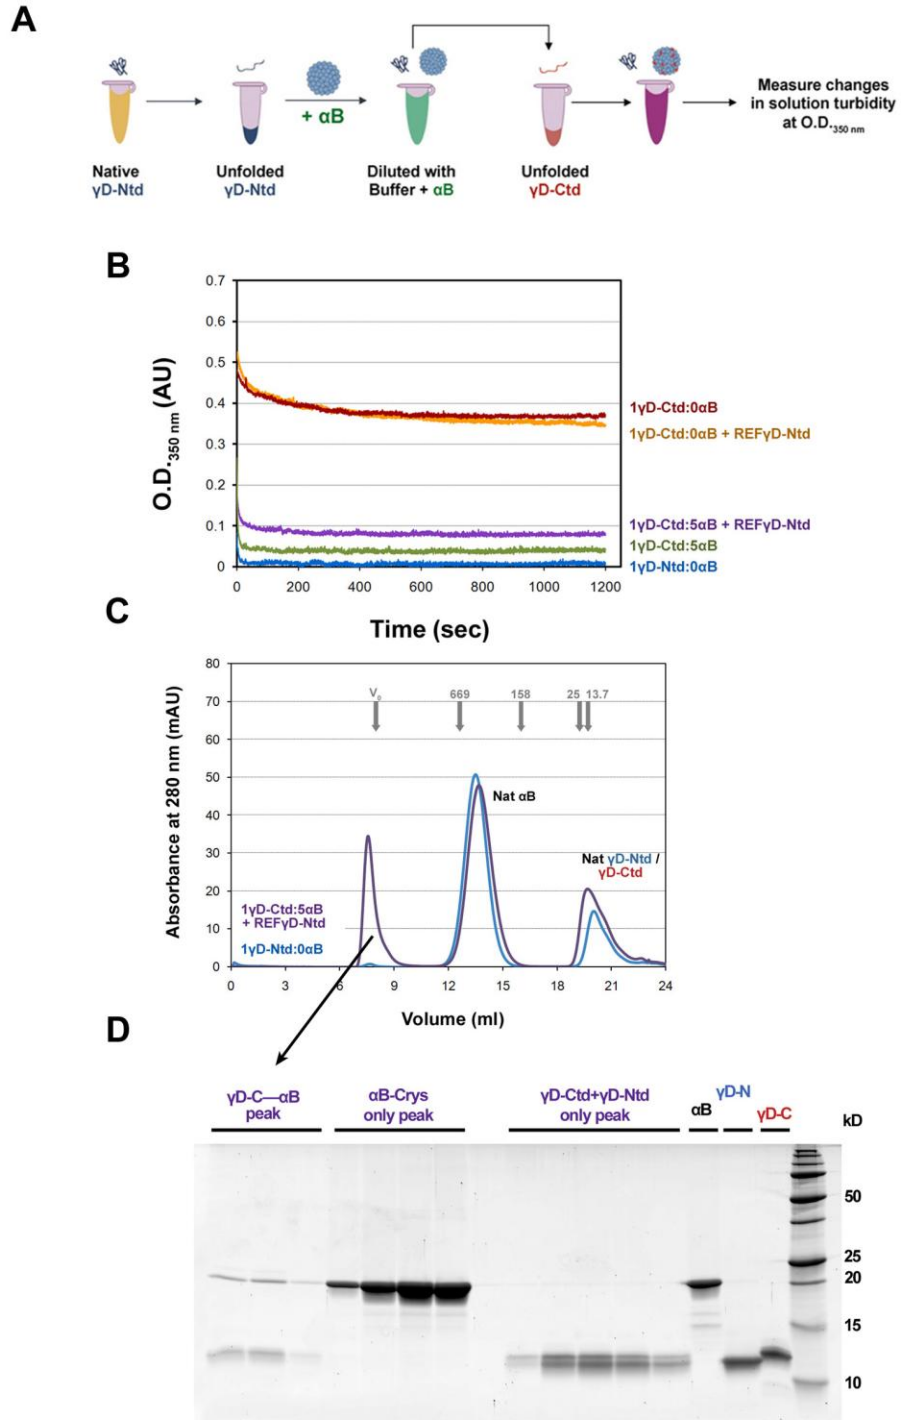 A
+ αB
Native
γD-Ntd
Unfolded
γD-Ntd
Diluted with
Buffer + αB
Unfolded
γD-Ctd
Measure changes
in solution turbidity
at O.D.350 nm
B
O.D.350 nm (AU)
0.7
0.6
0.5
0.4
0.3
0.2
0.1
0
0 200 400 600 800 1000 1200
Time (sec)
1γD-Ctd:0αB
1γD-Ctd:0αB + REFγD-Ntd
1γD-Ctd:5αB + REFγD-Ntd
1γD-Ctd:5αB
1γD-Ntd:0αB
C
Absorbance at 280 nm (mAU)
80
70
60
50
40
30
20
10
0
V0 669 158 25 13.7
Nat αB
Nat γD-Ntd /
γD-Ctd
1γD-Ctd:5αB
+ REFγD-Ntd
1γD-Ntd:0αB
0 3 6 9 12 15 18 21 24
Volume (ml)
D
γD-C—αB
peak
αB-Crys
only peak
γD-Ctd+γD-Ntd
only peak
αB
γD-N
γD-C
kD
50
25
20
15
10